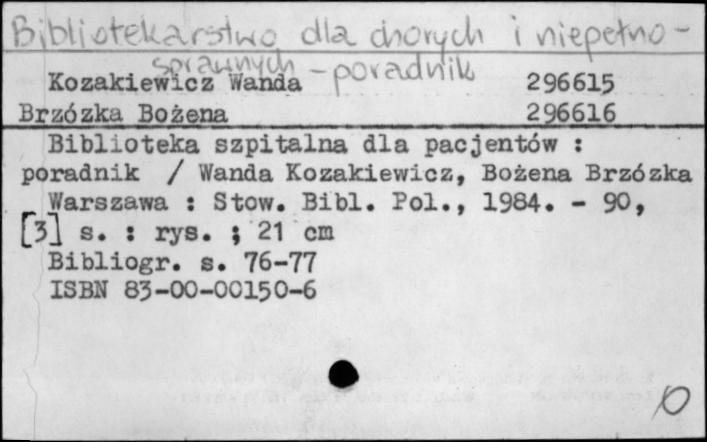 Bibliotekarstwo dla chorych i niepełno-
sprawnych - poradnik
Kozakiewicz Wanda 296615
Brzózka Bożena 296616
Biblioteka szpitalna dla pacjentów :
poradnik / Wanda Kozakiewicz, Bożena Brzózka
Warszawa : Stow. Bibl. Pol., 1984. - 90,
[3] s. : rys. ; 21 cm
Bibliogr. s. 76-77
ISBN 83-00-00150-6